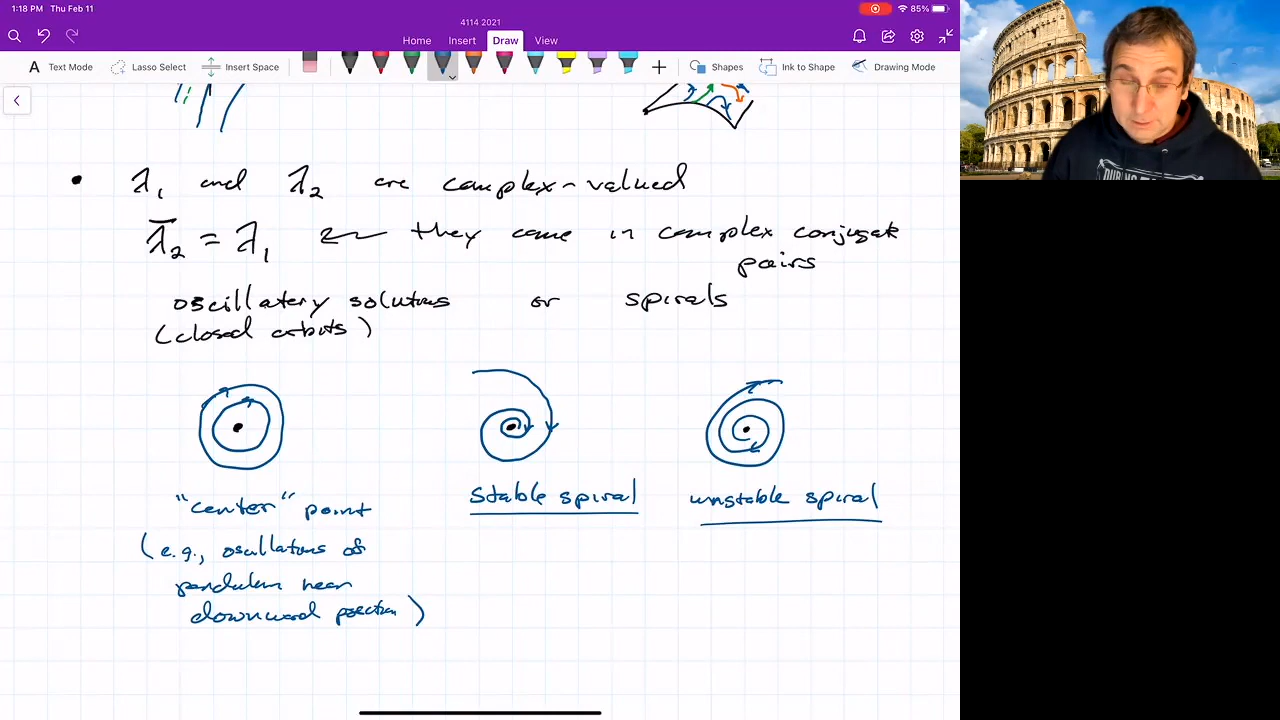 1:18 PM Thu Feb 11
85%
4114 2021
Home Insert Draw View
Text Mode Lasso Select Insert Space Shapes Ink to Shape Drawing Mode
• λ₁ and λ₂ are complex-valued
λ̄₂ = λ₁ ← they come in complex conjugate
pairs
oscillatory solutions or spirals
(closed orbits)
"center" point
stable spiral
unstable spiral
(e.g., oscillations of
pendulum near
downward position)